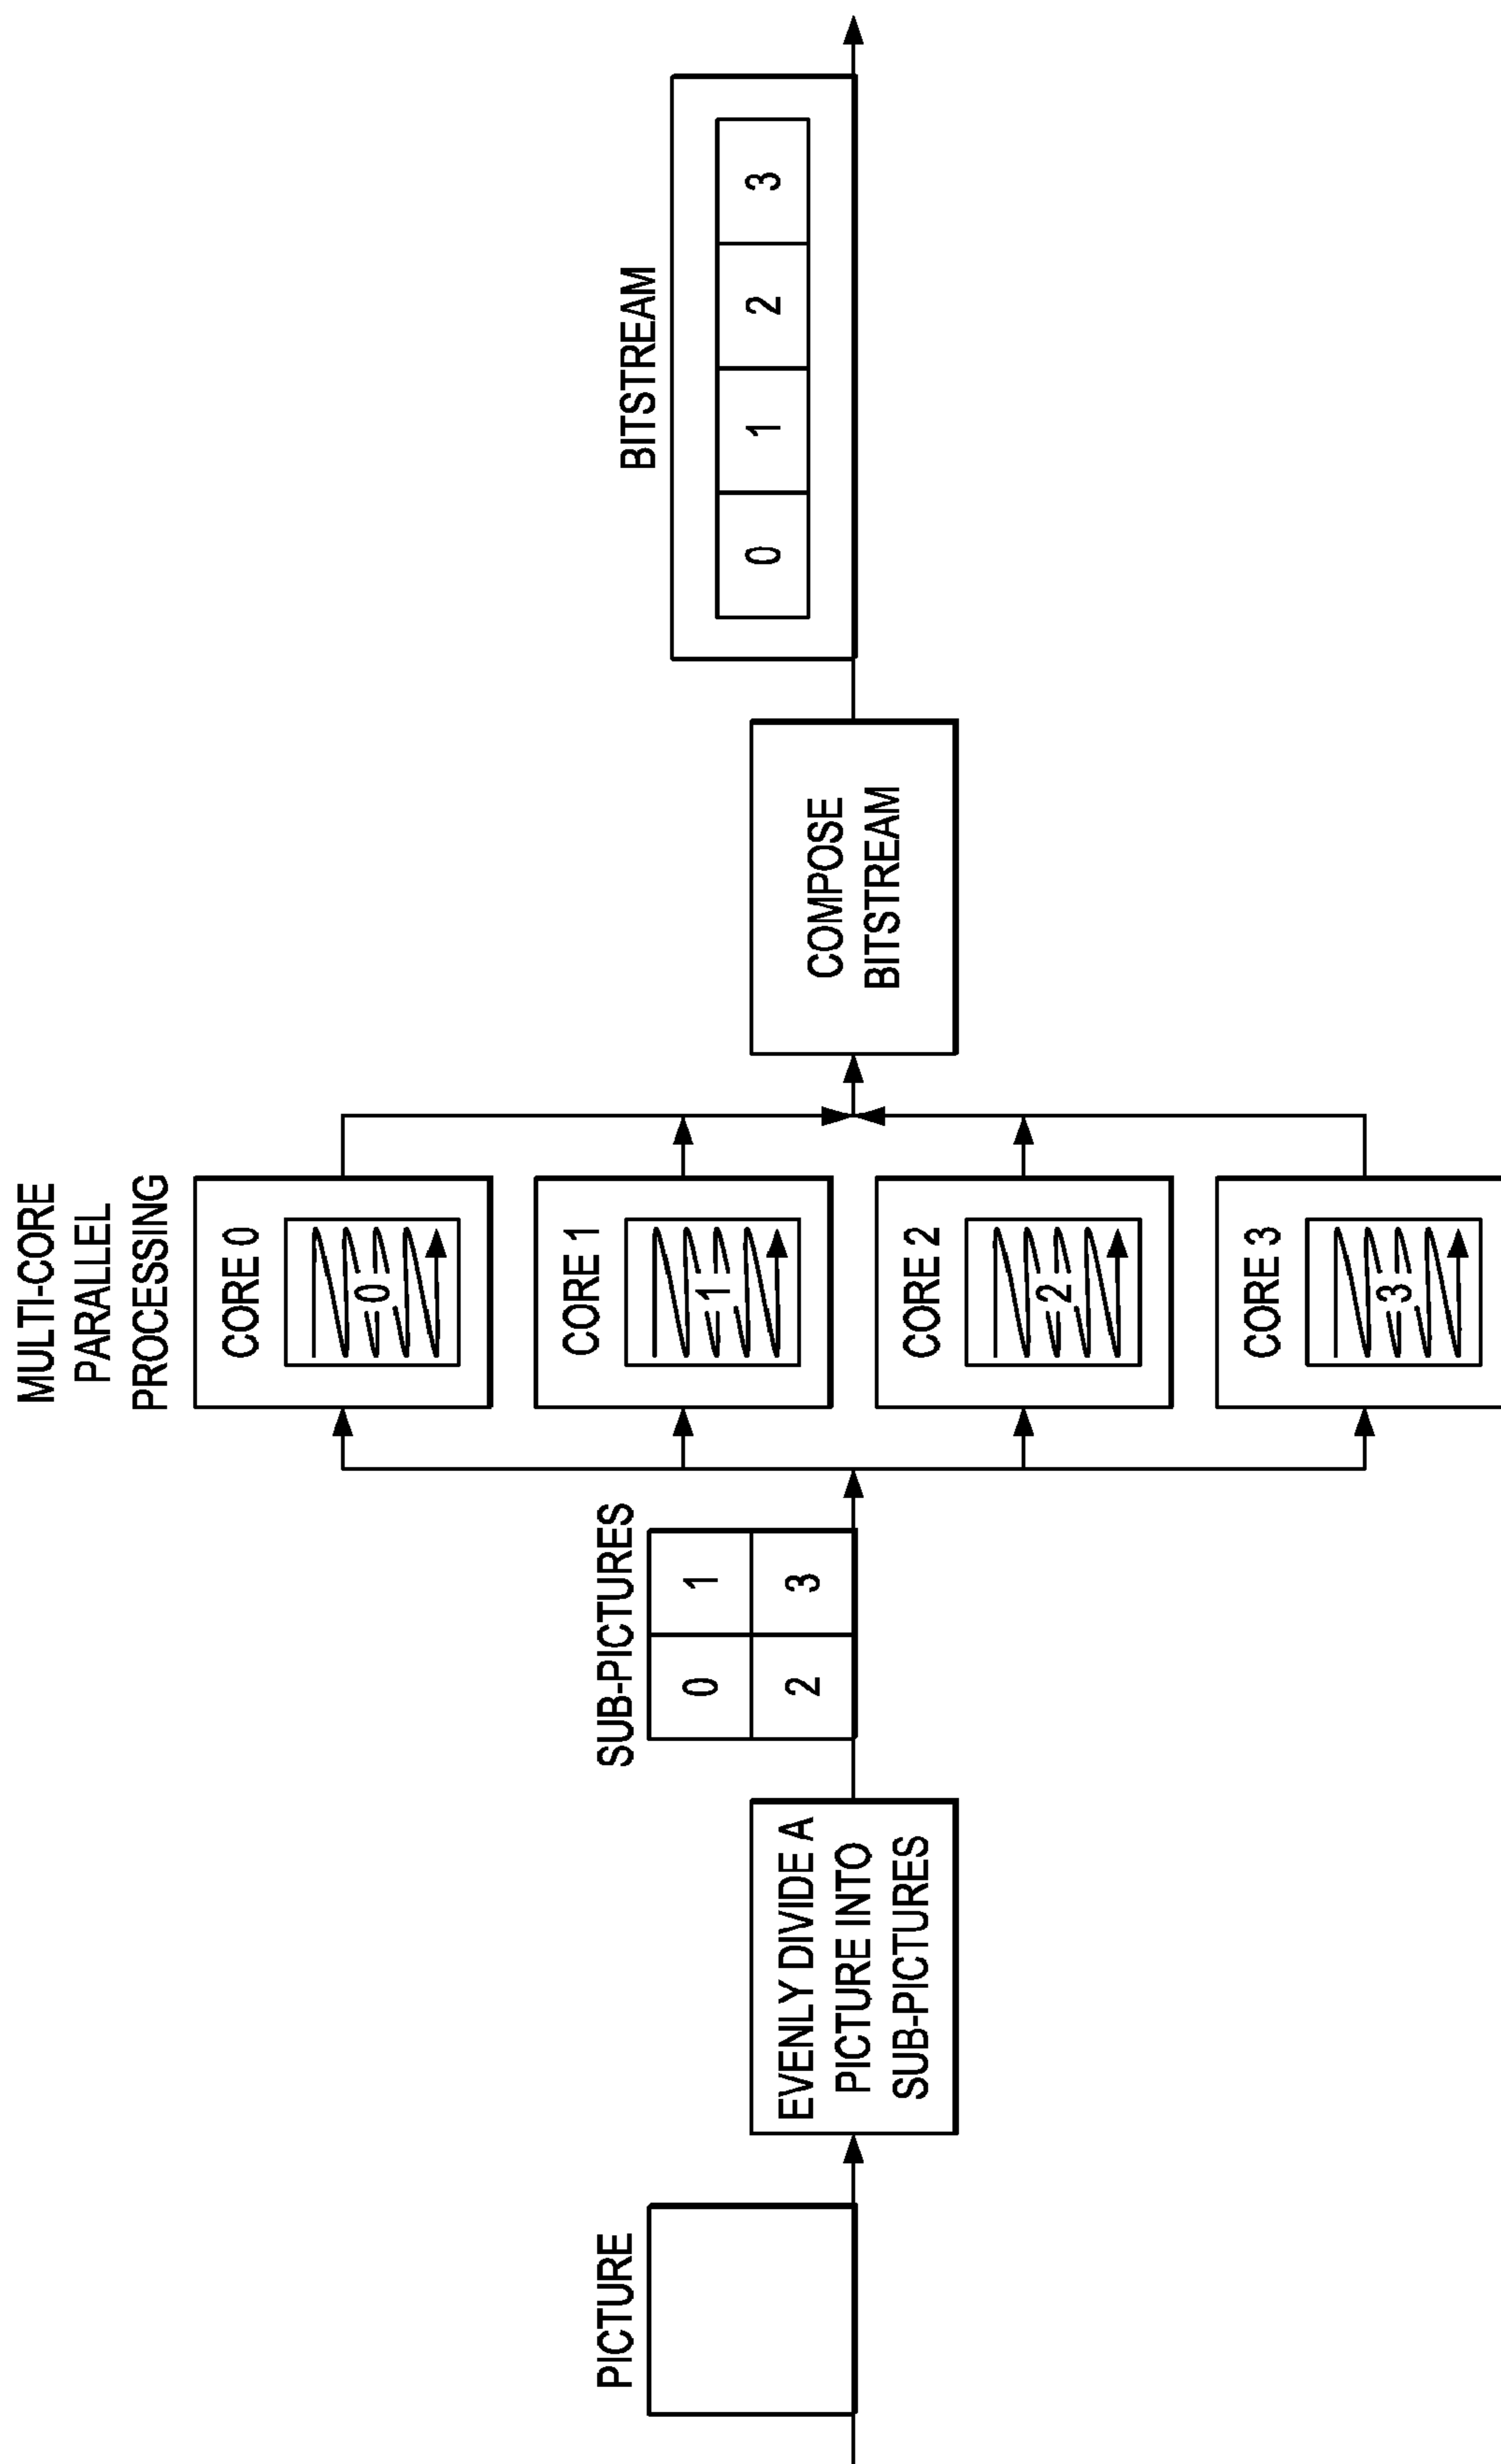 PICTURE
EVENLY DIVIDE A
PICTURE INTO
SUB-PICTURES
SUB-PICTURES
0 1
2 3
MULTI-CORE
PARALLEL
PROCESSING
CORE 0
0
CORE 1
1
CORE 2
2
CORE 3
3
COMPOSE
BITSTREAM
BITSTREAM
0 1 2 3